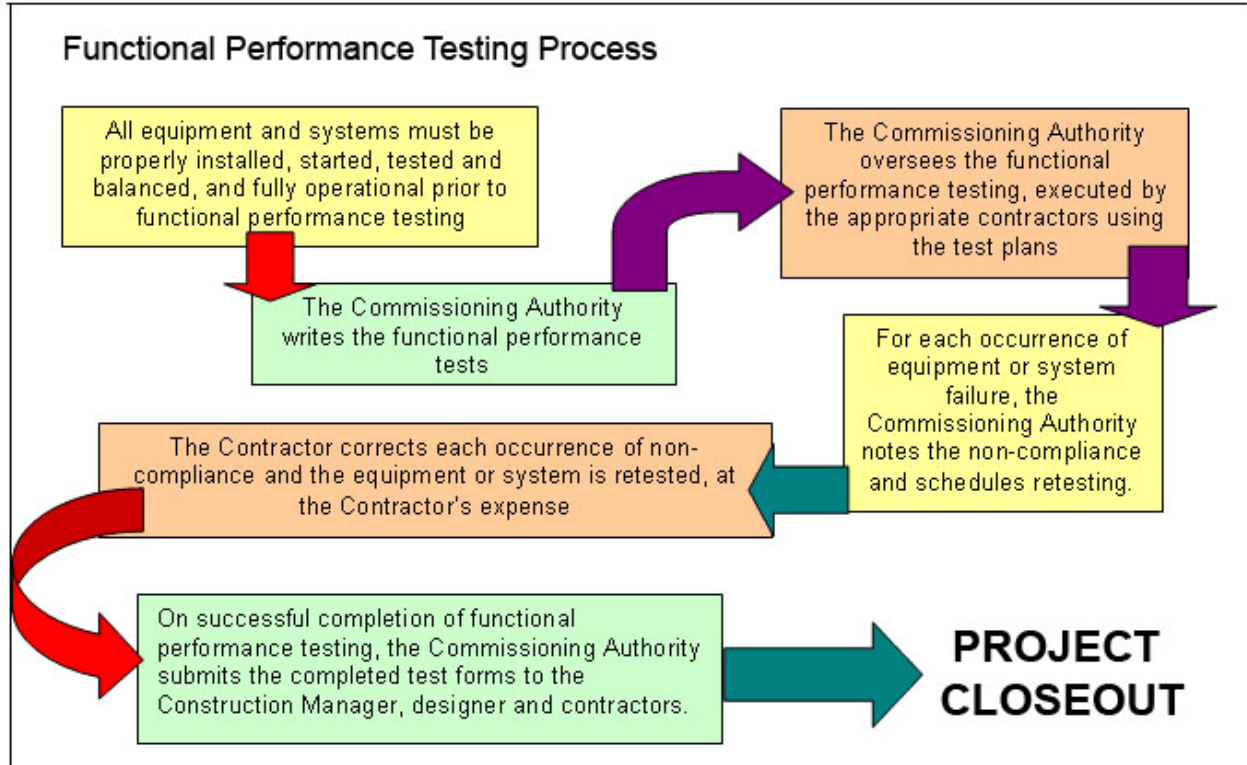 Functional Performance Testing Process
All equipment and systems must be
properly installed, started, tested and
balanced, and fully operational prior to
functional performance testing
The Commissioning Authority
writes the functional performance
tests
The Commissioning Authority
oversees the functional
performance testing, executed by
the appropriate contractors using
the test plans
For each occurrence of
equipment or system
failure, the
Commissioning Authority
notes the non-compliance
and schedules retesting.
The Contractor corrects each occurrence of non-
compliance and the equipment or system is retested, at
the Contractor's expense
On successful completion of functional
performance testing, the Commissioning Authority
submits the completed test forms to the
Construction Manager, designer and contractors.
PROJECT
CLOSEOUT